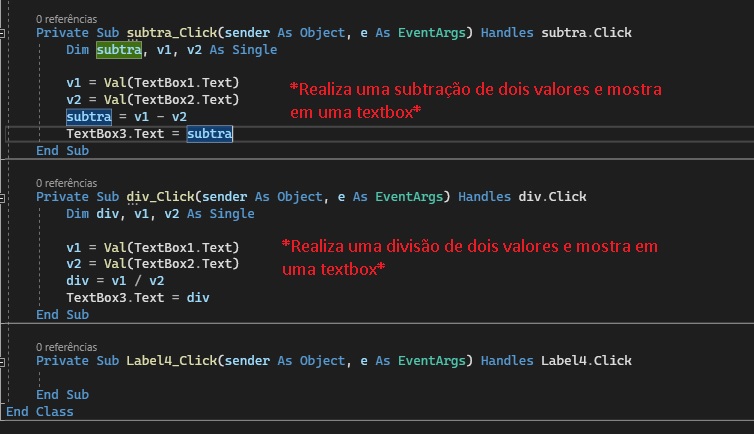 0 referências
Private Sub subtra_Click(sender As Object, e As EventArgs) Handles subtra.Click
Dim subtra, v1, v2 As Single
v1 = Val(TextBox1.Text)
v2 = Val(TextBox2.Text)
subtra = v1 - v2
TextBox3.Text = subtra
End Sub
*Realiza uma subtração de dois valores e mostra
em uma textbox*
0 referências
Private Sub div_Click(sender As Object, e As EventArgs) Handles div.Click
Dim div, v1, v2 As Single
v1 = Val(TextBox1.Text)
v2 = Val(TextBox2.Text)
div = v1 / v2
TextBox3.Text = div
End Sub
*Realiza uma divisão de dois valores e mostra em
uma textbox*
0 referências
Private Sub Label4_Click(sender As Object, e As EventArgs) Handles Label4.Click
End Sub
End Class